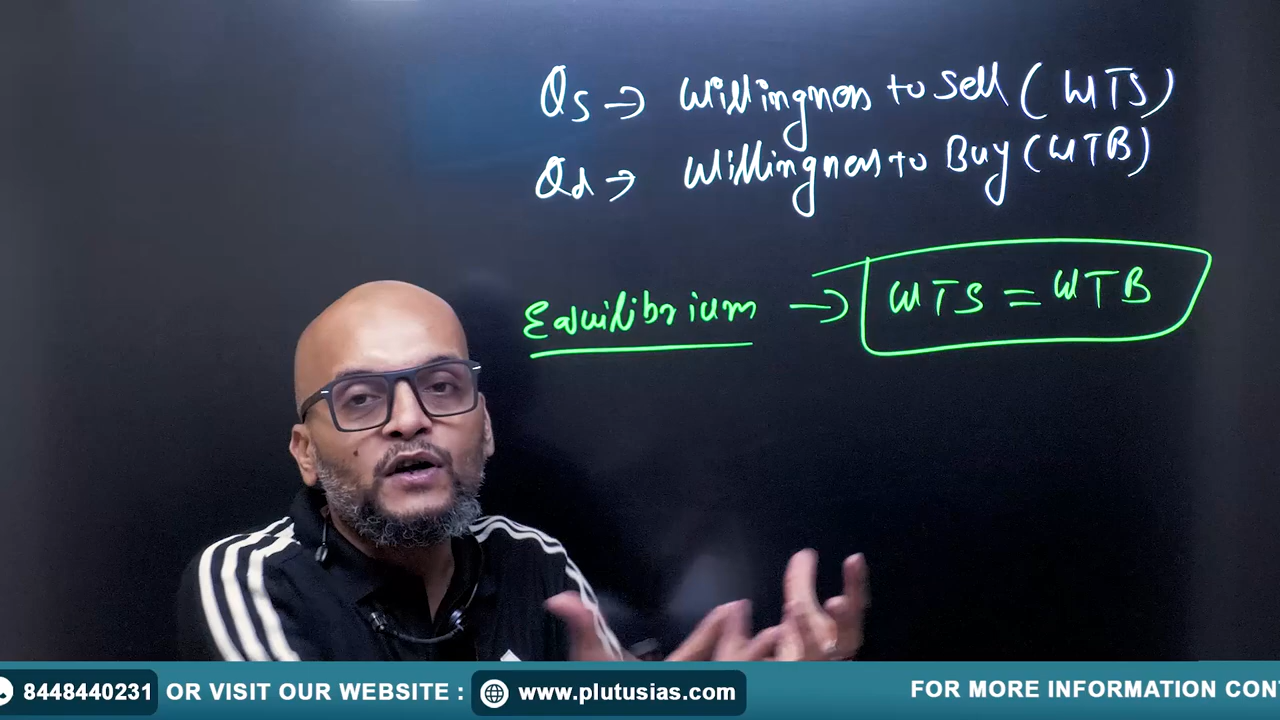 Qs → Willingness to Sell (WTS)
Qd → Willingness to Buy (WTB)
Equilibrium → WTS = WTB
8448440231 OR VISIT OUR WEBSITE : www.plutusias.com FOR MORE INFORMATION CONT